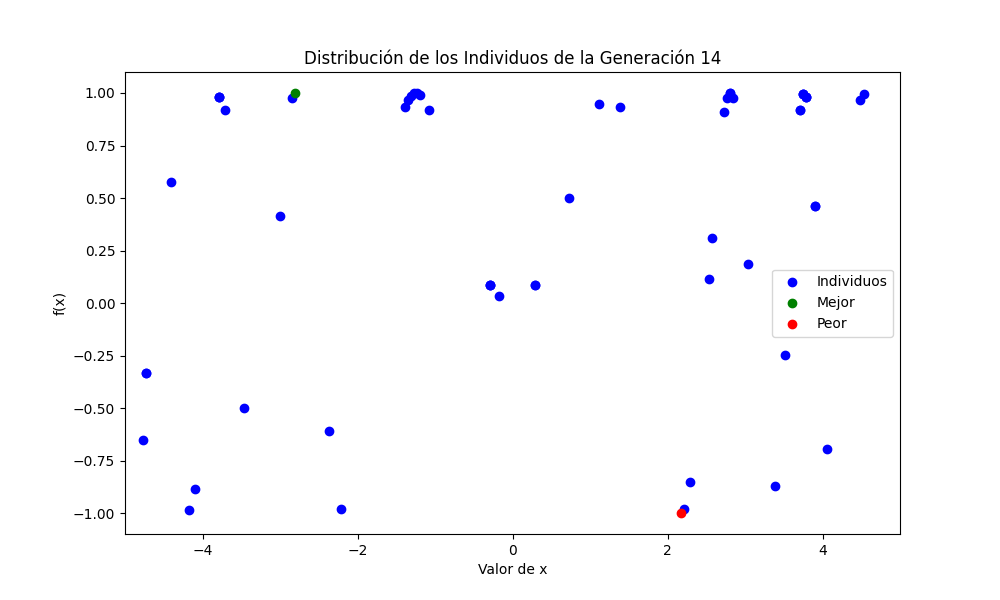 Distribución de los Individuos de la Generación 14
f(x)
1.00
0.75
0.50
0.25
0.00
−0.25
−0.50
−0.75
−1.00
Individuos
Mejor
Peor
−4
−2
0
2
4
Valor de x